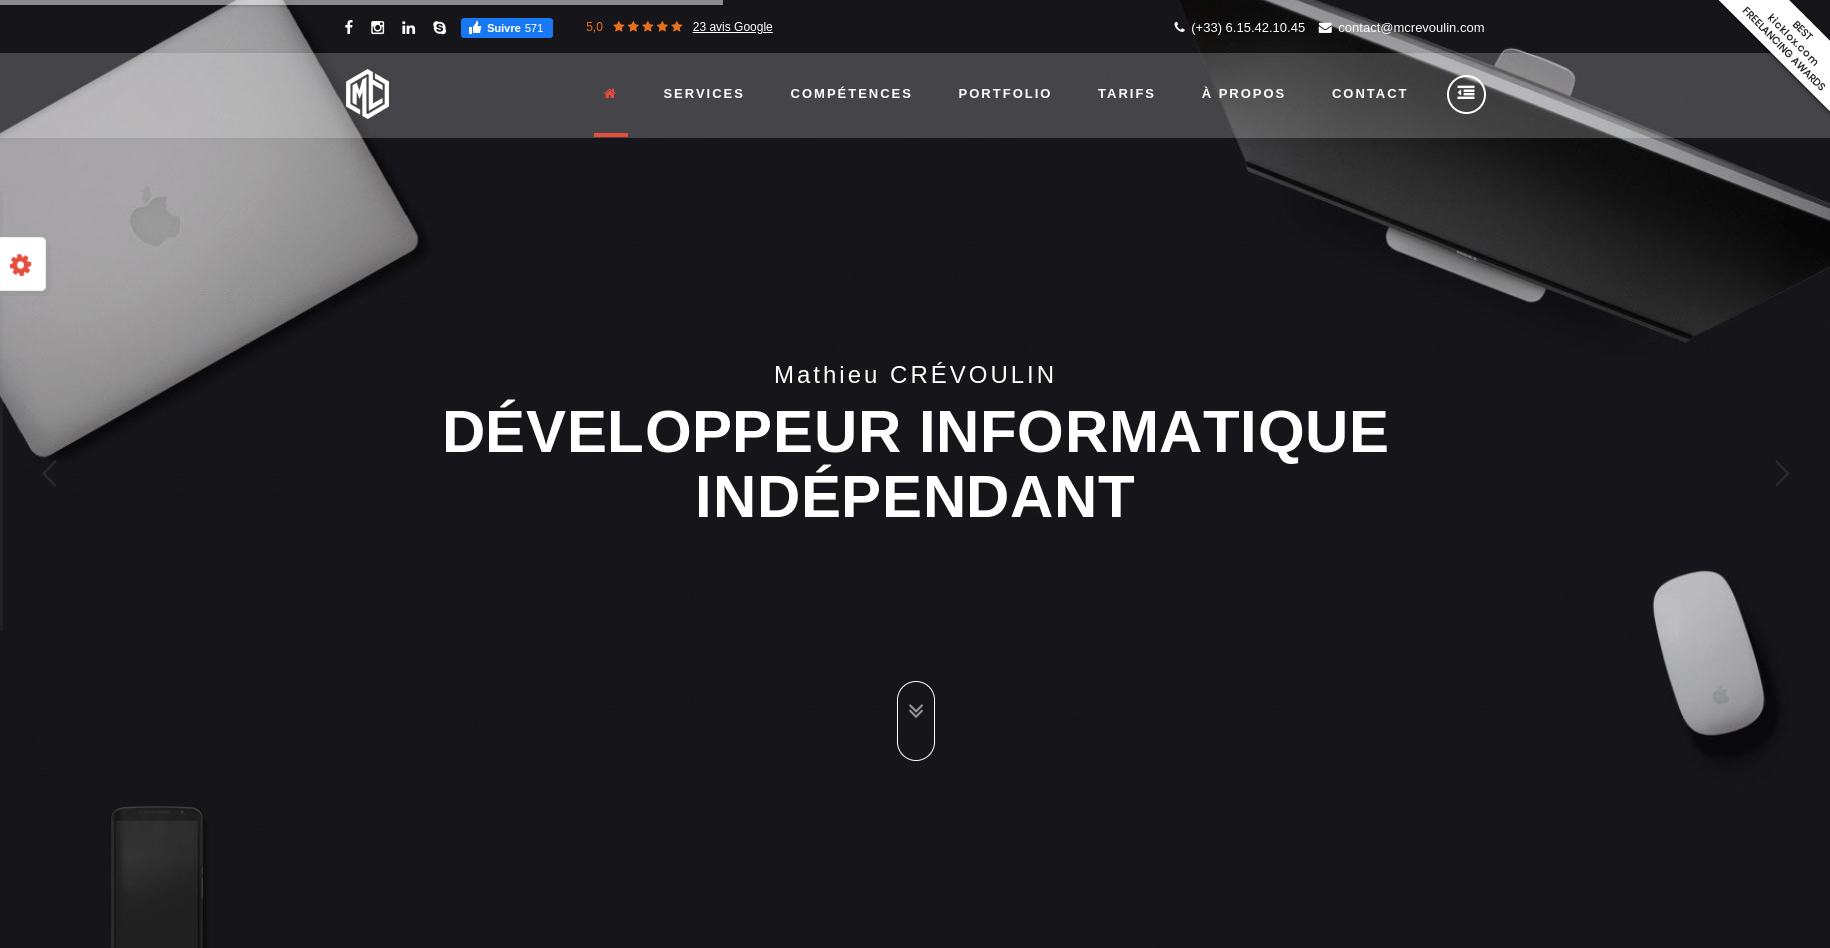 Suivre 571
5,0
23 avis Google
(+33) 6.15.42.10.45
contact@mcrevoulin.com
BEST
kicklox.com
FREELANCING AWARDS
MC
SERVICES
COMPÉTENCES
PORTFOLIO
TARIFS
À PROPOS
CONTACT
Mathieu CRÉVOULIN
DÉVELOPPEUR INFORMATIQUE
INDÉPENDANT